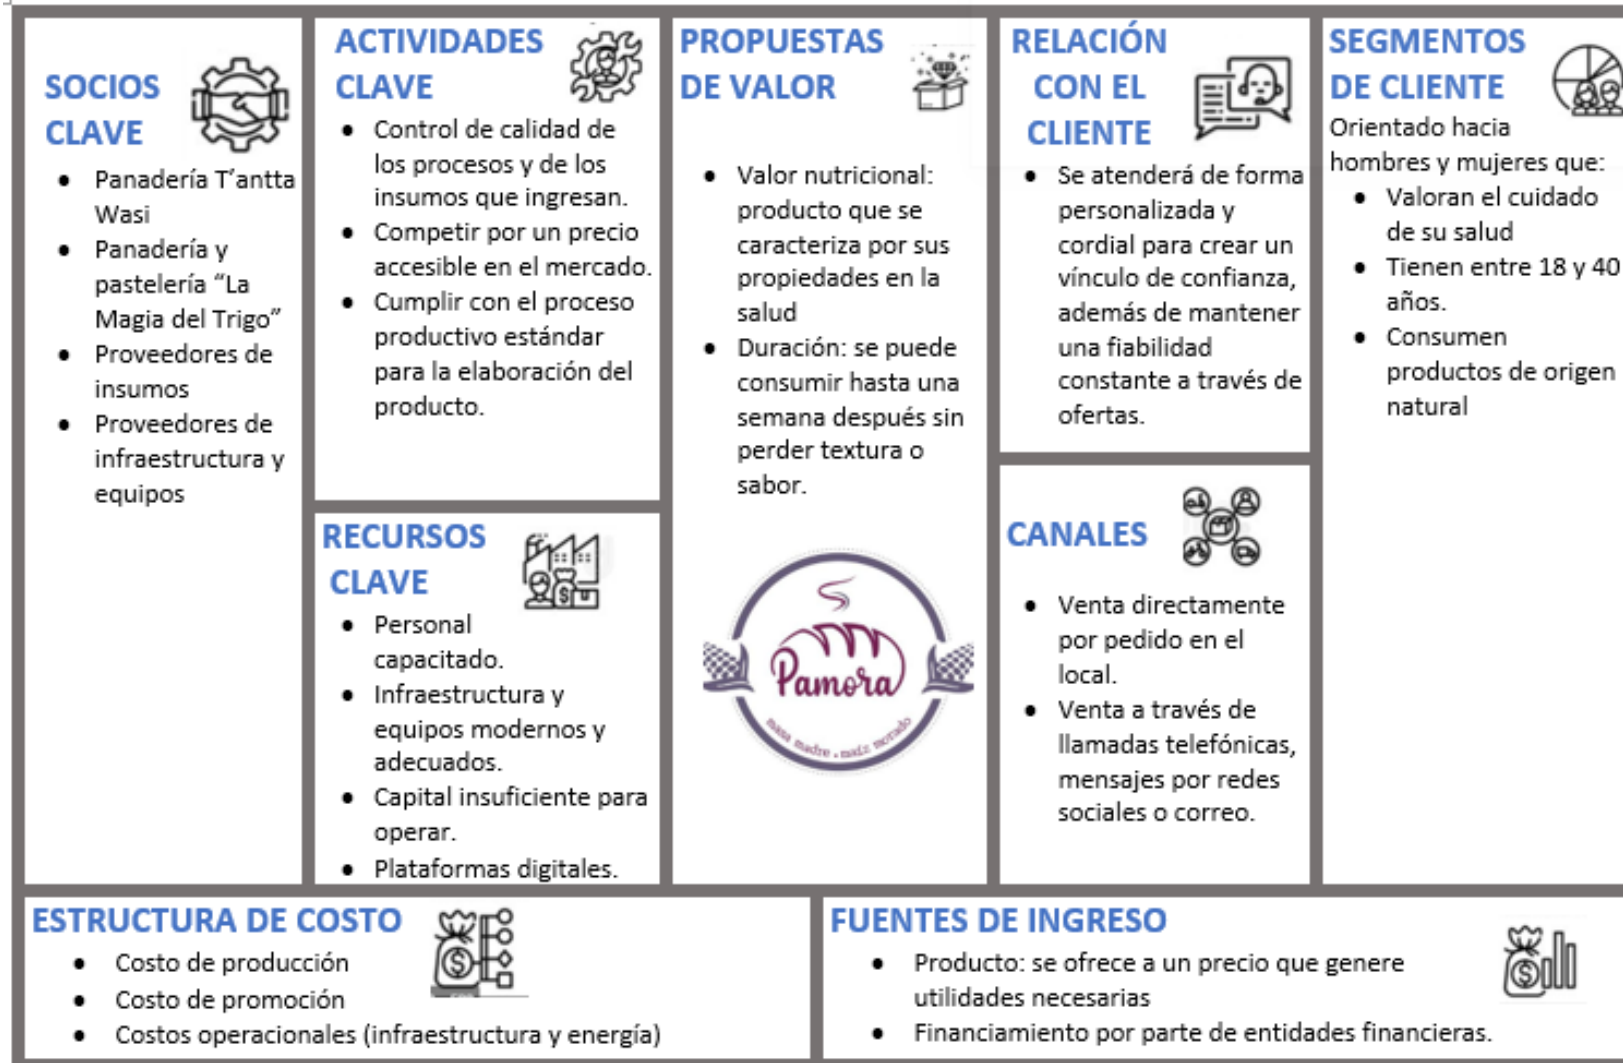 SOCIOS
CLAVE
● Panadería T’antta
Wasi
● Panadería y
pastelería “La
Magia del Trigo”
● Proveedores de
insumos
● Proveedores de
infraestructura y
equipos
ACTIVIDADES
CLAVE
● Control de calidad de
los procesos y de los
insumos que ingresan.
● Competir por un precio
accesible en el mercado.
● Cumplir con el proceso
productivo estándar
para la elaboración del
producto.
RECURSOS
CLAVE
● Personal
capacitado.
● Infraestructura y
equipos modernos y
adecuados.
● Capital insuficiente para
operar.
● Plataformas digitales.
PROPUESTAS
DE VALOR
● Valor nutricional:
producto que se
caracteriza por sus
propiedades en la
salud
● Duración: se puede
consumir hasta una
semana después sin
perder textura o
sabor.
Pamora
masa madre . maíz morado
RELACIÓN
CON EL
CLIENTE
● Se atenderá de forma
personalizada y
cordial para crear un
vínculo de confianza,
además de mantener
una fiabilidad
constante a través de
ofertas.
CANALES
● Venta directamente
por pedido en el
local.
● Venta a través de
llamadas telefónicas,
mensajes por redes
sociales o correo.
SEGMENTOS
DE CLIENTE
Orientado hacia
hombres y mujeres que:
● Valoran el cuidado
de su salud
● Tienen entre 18 y 40
años.
● Consumen
productos de origen
natural
ESTRUCTURA DE COSTO
● Costo de producción
● Costo de promoción
● Costos operacionales (infraestructura y energía)
FUENTES DE INGRESO
● Producto: se ofrece a un precio que genere
utilidades necesarias
● Financiamiento por parte de entidades financieras.